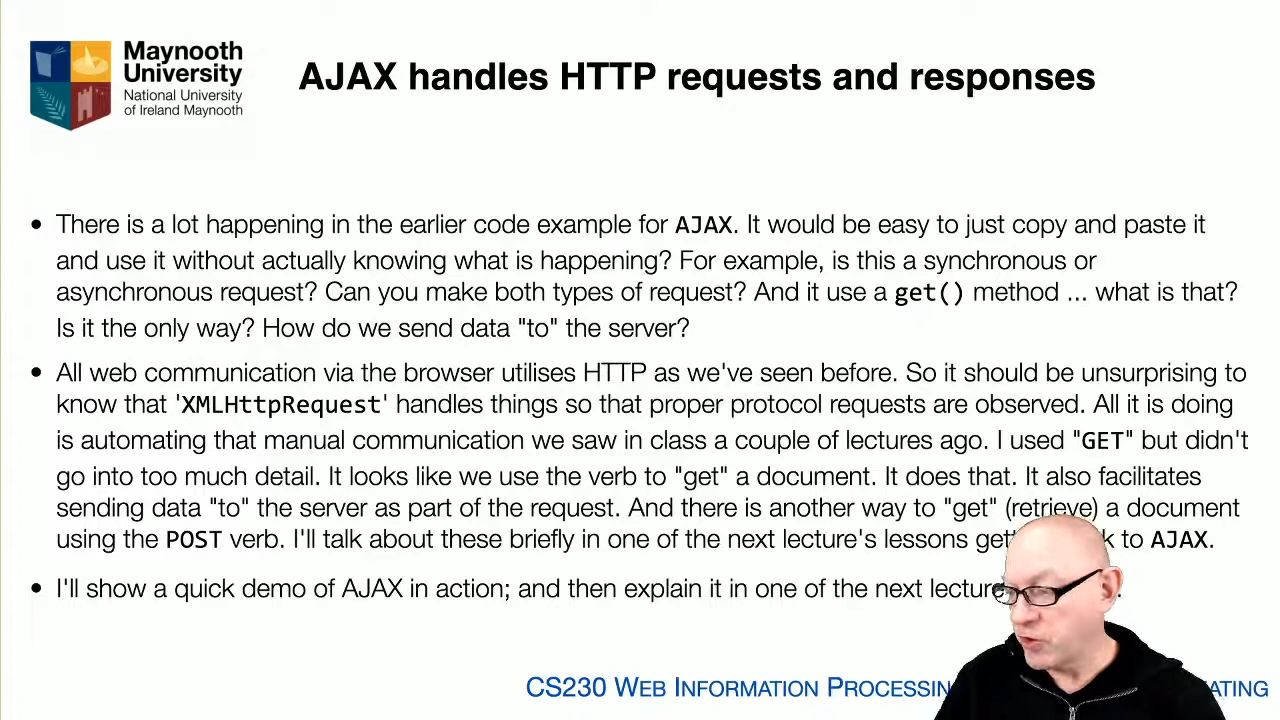 Maynooth
University
National University
of Ireland Maynooth
AJAX handles HTTP requests and responses
• There is a lot happening in the earlier code example for AJAX. It would be easy to just copy and paste it
and use it without actually knowing what is happening? For example, is this a synchronous or
asynchronous request? Can you make both types of request? And it use a get() method ... what is that?
Is it the only way? How do we send data "to" the server?
• All web communication via the browser utilises HTTP as we've seen before. So it should be unsurprising to
know that 'XMLHttpRequest' handles things so that proper protocol requests are observed. All it is doing
is automating that manual communication we saw in class a couple of lectures ago. I used "GET" but didn't
go into too much detail. It looks like we use the verb to "get" a document. It does that. It also facilitates
sending data "to" the server as part of the request. And there is another way to "get" (retrieve) a document
using the POST verb. I'll talk about these briefly in one of the next lecture's lessons to AJAX.
• I'll show a quick demo of AJAX in action; and then explain it in one of the next
CS230 WEB INFORMATION